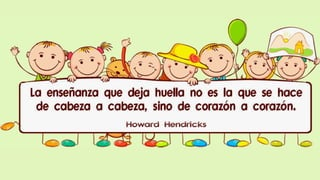 La enseñanza que deja huella no es la que se hace
de cabeza a cabeza, sino de corazón a corazón.
Howard Hendricks